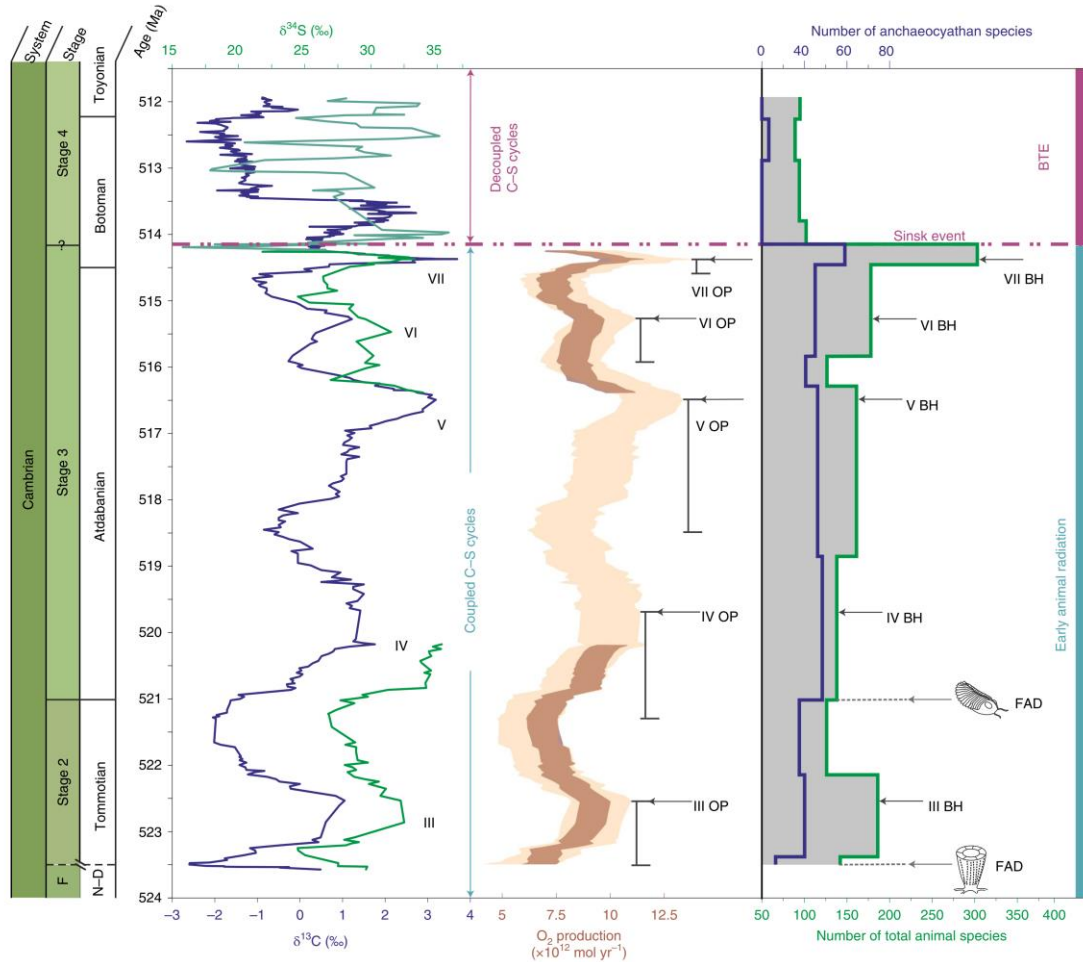 System
Stage
Age (Ma)
δ³⁴S (‰)
15 20 25 30 35
Number of archaeocyathan species
0 40 60 80
Cambrian
Stage 4
?
Stage 3
Stage 2
F
Toyonian
Botoman
Atdabanian
Tommotian
N–D
512
513
514
515
516
517
518
519
520
521
522
523
524
VII
VI
V
IV
III
Decoupled
C–S cycles
Coupled C–S cycles
VII OP
VI OP
V OP
IV OP
III OP
Sinsk event
VII BH
VI BH
V BH
IV BH
FAD
III BH
FAD
BTE
Early animal radiation
–3 –2 –1 0 1 2 3 4
δ¹³C (‰)
5 7.5 10 12.5
O₂ production
(×10¹² mol yr⁻¹)
50 100 150 200 250 300 350 400
Number of total animal species